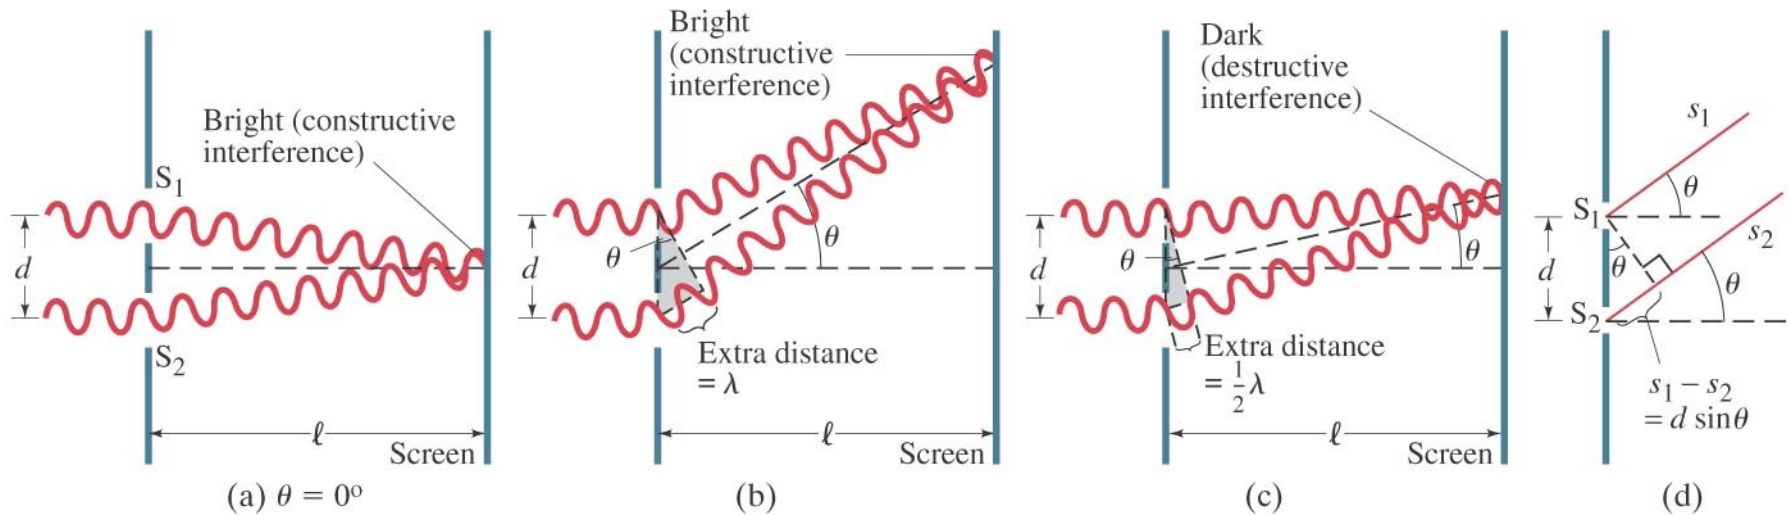 Bright (constructive
interference)
S1
d
S2
ℓ
Screen
(a) θ = 0°
Bright
(constructive
interference)
θ
d
θ
Extra distance
= λ
ℓ
Screen
(b)
Dark
(destructive
interference)
θ
d
θ
Extra distance
= 1/2 λ
ℓ
Screen
(c)
s1
θ
S1
s2
d
θ
θ
S2
s1 − s2
= d sinθ
(d)